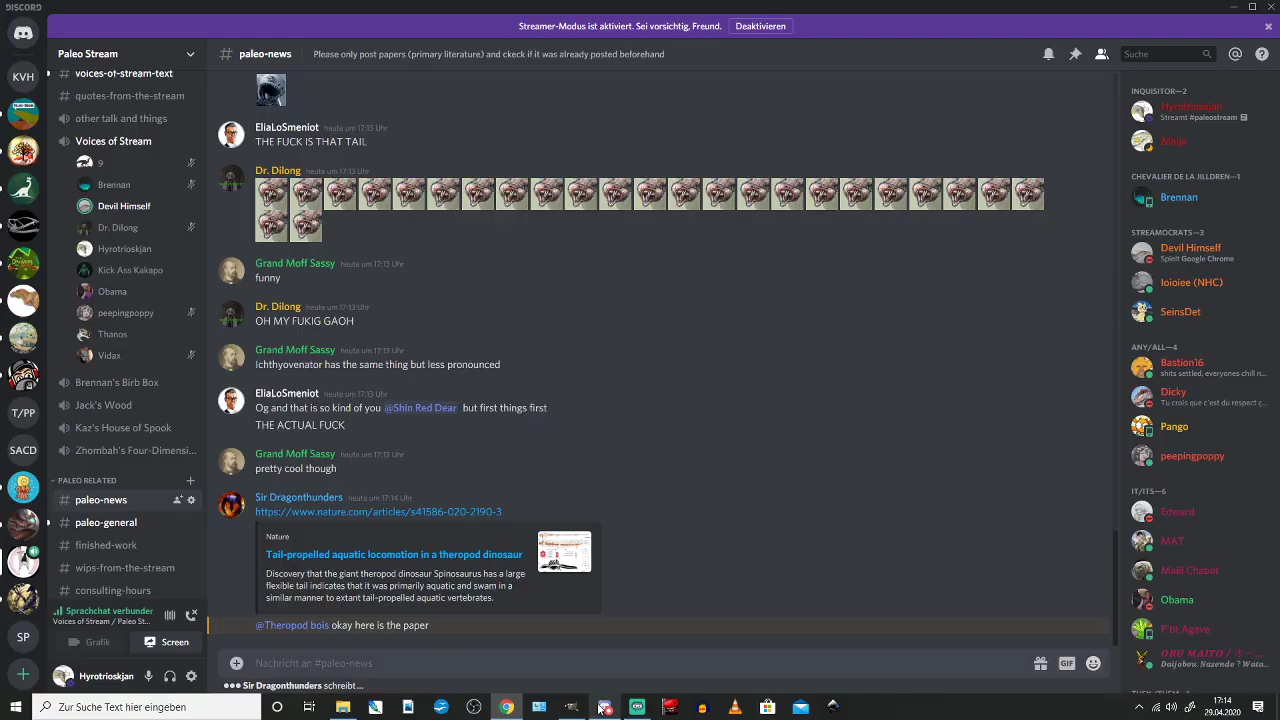 DISCORD
Streamer-Modus ist aktiviert. Sei vorsichtig, Freund.
Deaktivieren
Paleo Stream
# paleo-news
Please only post papers (primary literature) and ckeck if it was already posted beforehand
Suche
KVH
T/PP
SACD
SP
# voices-of-stream-text
# quotes-from-the-stream
other talk and things
Voices of Stream
9
Brennan
Devil Himself
Dr. Dilong
Hyrotrioskjan
Kick Ass Kakapo
Obama
peepingpoppy
Thanos
Vidax
Brennan's Birb Box
Jack's Wood
Kaz's House of Spook
Zhombah's Four-Dimensi...
PALEO RELATED
# paleo-news
# paleo-general
# finished-work
# wips-from-the-stream
# consulting-hours
Sprachchat verbunden
Voices of Stream / Paleo St...
Grafik
Screen
Hyrotrioskjan
EliaLoSmeniot heute um 17:13 Uhr
THE FUCK IS THAT TAIL
Dr. Dilong heute um 17:13 Uhr
Grand Moff Sassy heute um 17:13 Uhr
funny
Dr. Dilong heute um 17:13 Uhr
OH MY FUKIG GAOH
Grand Moff Sassy heute um 17:13 Uhr
Ichthyovenator has the same thing but less pronounced
EliaLoSmeniot heute um 17:13 Uhr
Og and that is so kind of you @Shin Red Dear but first things first
THE ACTUAL FUCK
Grand Moff Sassy heute um 17:13 Uhr
pretty cool though
Sir Dragonthunders heute um 17:14 Uhr
https://www.nature.com/articles/s41586-020-2190-3
Nature
Tail-propelled aquatic locomotion in a theropod dinosaur
Discovery that the giant theropod dinosaur Spinosaurus has a large
flexible tail indicates that it was primarily aquatic and swam in a
similar manner to extant tail-propelled aquatic vertebrates.
@Theropod bois okay here is the paper
Nachricht an #paleo-news
GIF
Sir Dragonthunders schreibt...
INQUISITOR—2
Hyrotrioskjan
Streamt #paleostream
Meija
CHEVALIER DE LA JILLDREN—1
Brennan
STREAMOCRATS—3
Devil Himself
Spielt Google Chrome
Ioioiee (NHC)
SeinsDet
ANY/ALL—4
Bastion16
shits settled, everyones chill n...
Dicky
Tu crois que c'est du respect ç...
Pango
peepingpoppy
IT/ITS—6
Edward
MAT
Maël Chabot
Obama
P'tit Agave
Daijobou. Nazende ? Wata...
Zur Suche Text hier eingeben
17:14
29.04.2020